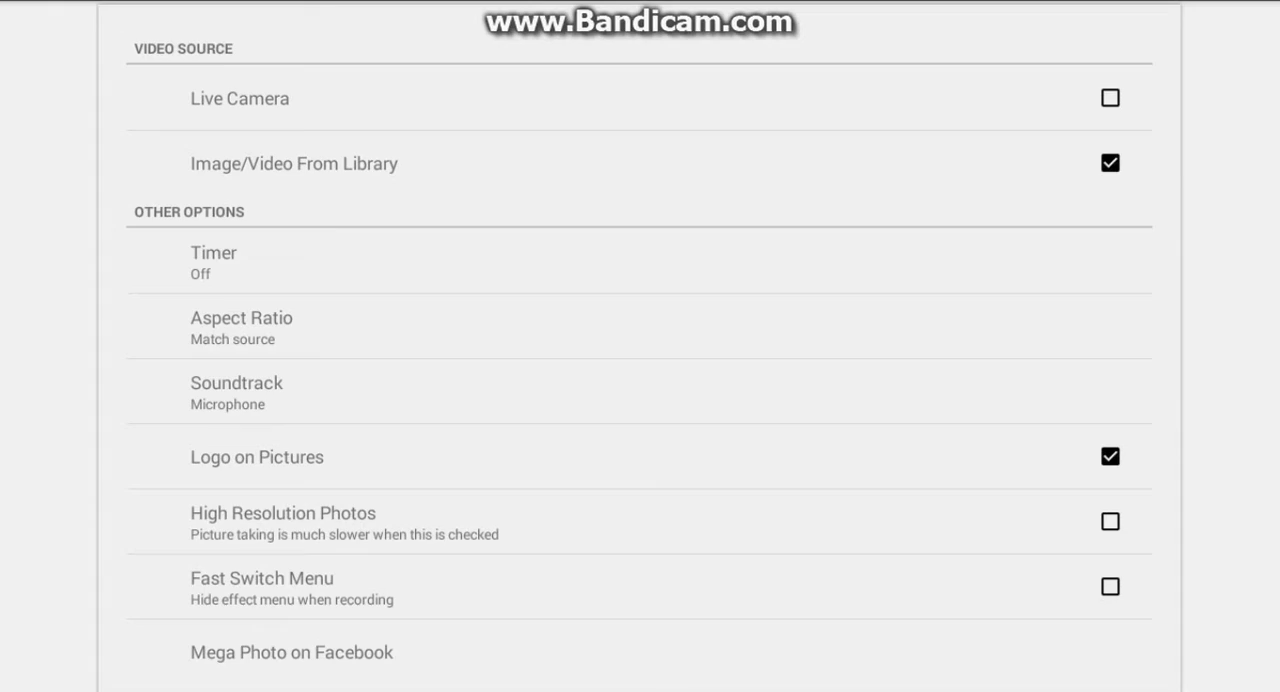 www.Bandicam.com
VIDEO SOURCE
Live Camera
Image/Video From Library
OTHER OPTIONS
Timer
Off
Aspect Ratio
Match source
Soundtrack
Microphone
Logo on Pictures
High Resolution Photos
Picture taking is much slower when this is checked
Fast Switch Menu
Hide effect menu when recording
Mega Photo on Facebook